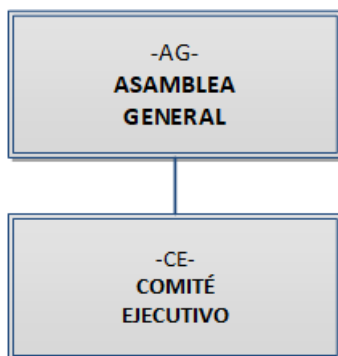 -AG-
ASAMBLEA
GENERAL
-CE-
COMITÉ
EJECUTIVO